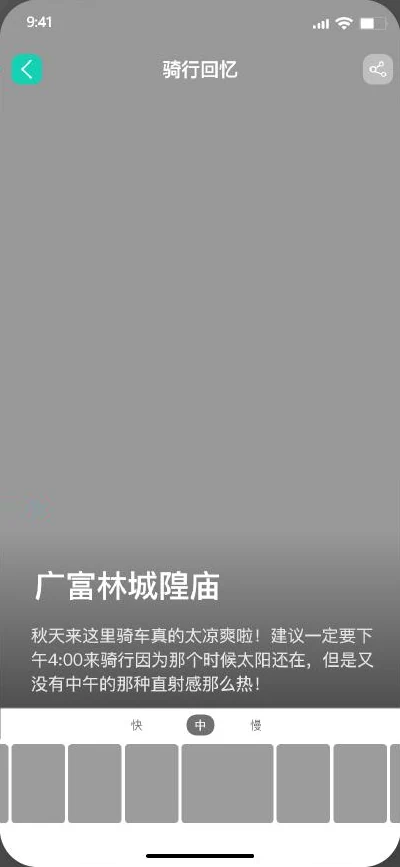 9:41
骑行回忆
广富林城隍庙
秋天来这里骑车真的太凉爽啦！建议一定要下
午4:00来骑行因为那个时候太阳还在，但是又
没有中午的那种直射感那么热！
快 中 慢